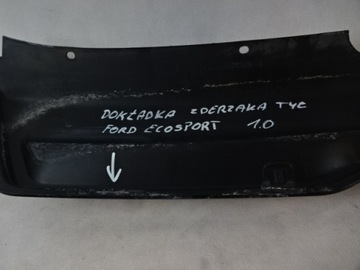 DOKŁADKA ZDERZAKA TYŁ
FORD ECOSPORT 1.0